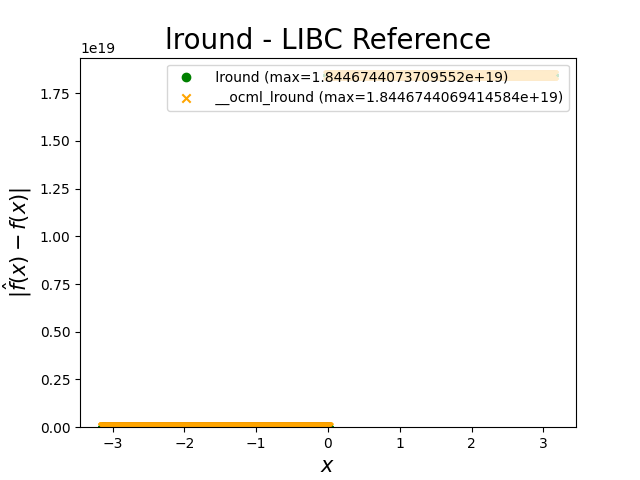 lround - LIBC Reference
1e19
lround (max=1.8446744073709552e+19)
__ocml_lround (max=1.8446744069414584e+19)
1.75
1.50
1.25
1.00
0.75
0.50
0.25
0.00
|f̂(x) − f(x)|
−3 −2 −1 0 1 2 3
x